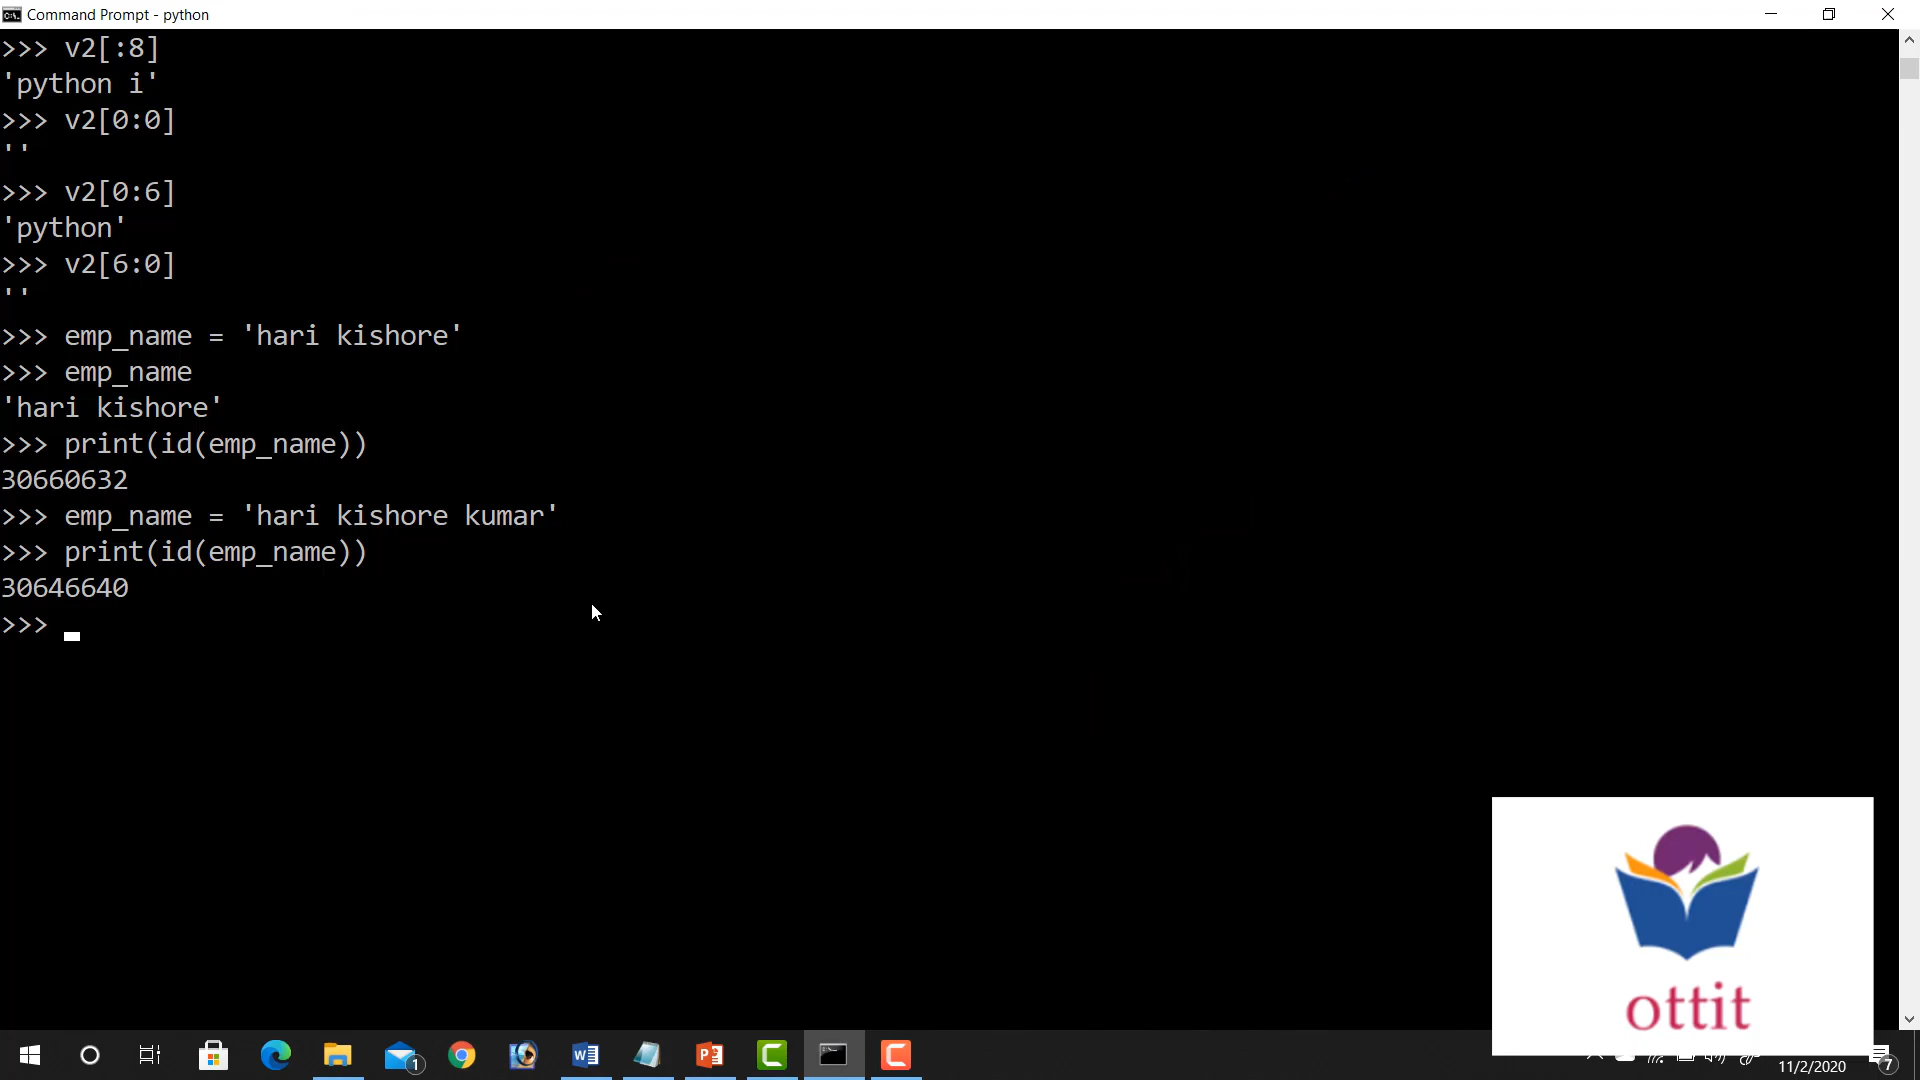 Command Prompt - python
>>> v2[:8]
'python i'
>>> v2[0:0]
''
>>> v2[0:6]
'python'
>>> v2[6:0]
''
>>> emp_name = 'hari kishore'
>>> emp_name
'hari kishore'
>>> print(id(emp_name))
30660632
>>> emp_name = 'hari kishore kumar'
>>> print(id(emp_name))
30646640
>>>
ottit
1
11/2/2020
7